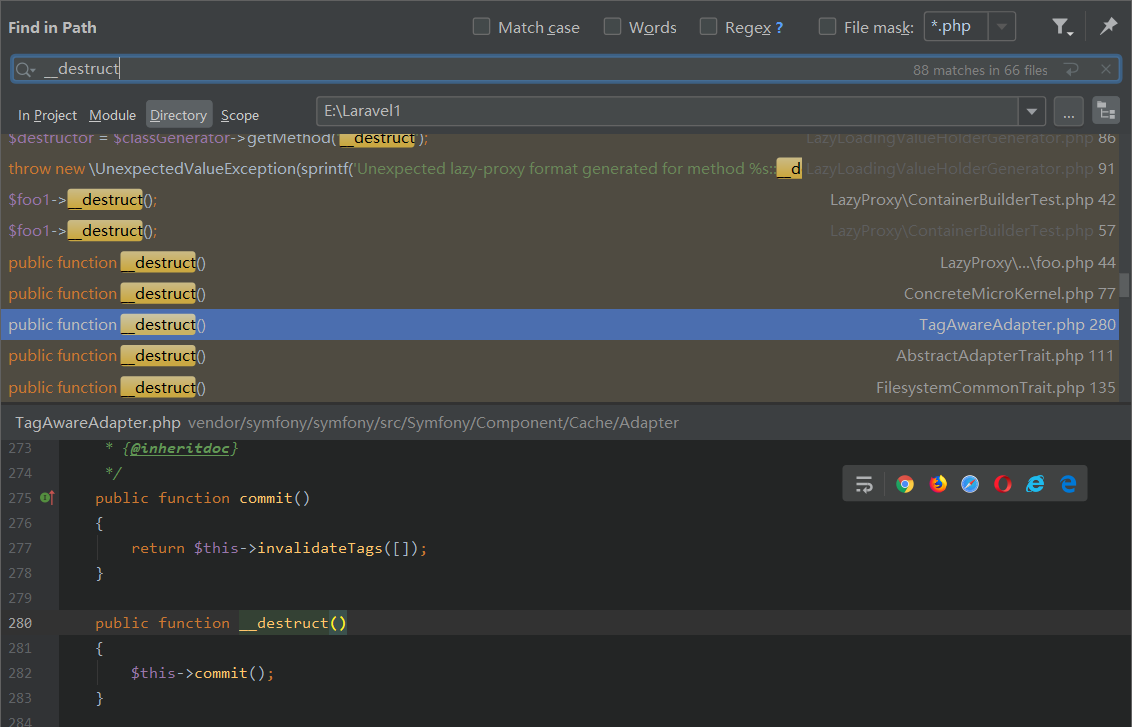 Find in Path Match case Words Regex ? File mask: *.php
__destruct 88 matches in 66 files
In Project Module Directory Scope E:\Laravel1 ...
$destructor = $classGenerator->getMethod('__destruct'); LazyLoadingValueHolderGenerator.php 86
throw new \UnexpectedValueException(sprintf('Unexpected lazy-proxy format generated for method %s::__d LazyLoadingValueHolderGenerator.php 91
$foo1->__destruct(); LazyProxy\ContainerBuilderTest.php 42
$foo1->__destruct(); LazyProxy\ContainerBuilderTest.php 57
public function __destruct() LazyProxy\...\foo.php 44
public function __destruct() ConcreteMicroKernel.php 77
public function __destruct() TagAwareAdapter.php 280
public function __destruct() AbstractAdapterTrait.php 111
public function __destruct() FilesystemCommonTrait.php 135
TagAwareAdapter.php vendor/symfony/symfony/src/Symfony/Component/Cache/Adapter
273 * {@inheritdoc}
274 */
275 public function commit()
276 {
277 return $this->invalidateTags([]);
278 }
279
280 public function __destruct()
281 {
282 $this->commit();
283 }
284